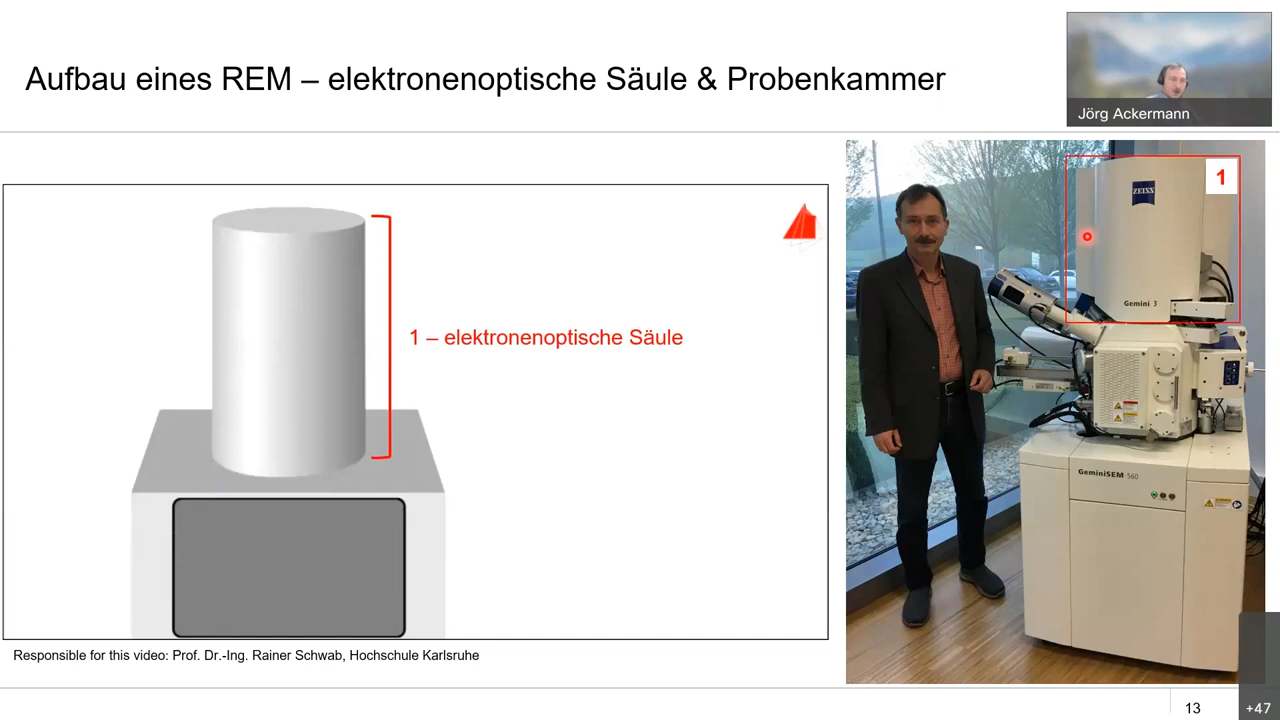 Aufbau eines REM – elektronenoptische Säule & Probenkammer
Jörg Ackermann
1 – elektronenoptische Säule
1
ZEISS
Gemini 3
GeminiSEM 560
Responsible for this video: Prof. Dr.-Ing. Rainer Schwab, Hochschule Karlsruhe
13
+47